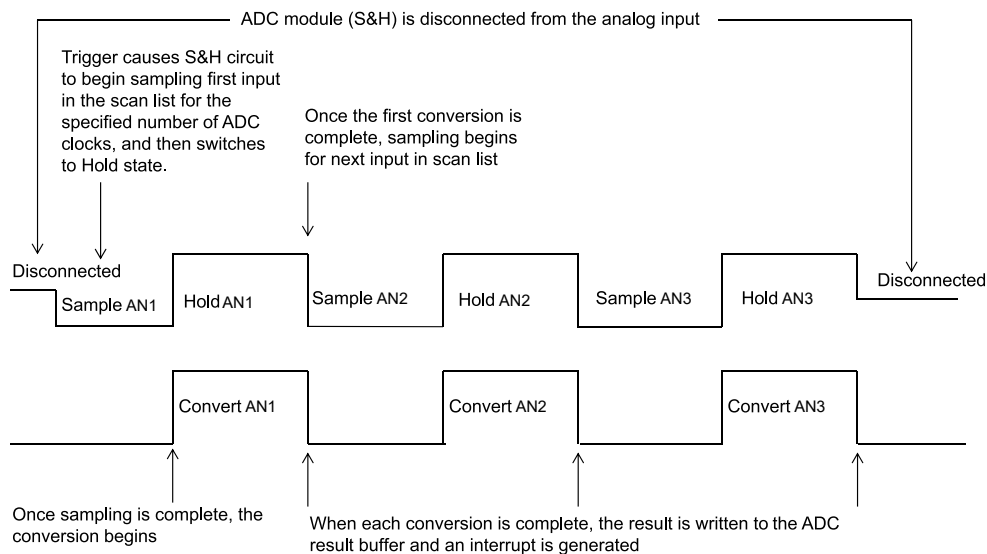 ADC module (S&H) is disconnected from the analog input
Trigger causes S&H circuit
to begin sampling first input
in the scan list for the
specified number of ADC
clocks, and then switches
to Hold state.
Once the first conversion is
complete, sampling begins
for next input in scan list
Disconnected
Disconnected
Sample AN1
Hold AN1
Sample AN2
Hold AN2
Sample AN3
Hold AN3
Convert AN1
Convert AN2
Convert AN3
Once sampling is complete, the
conversion begins
When each conversion is complete, the result is written to the ADC
result buffer and an interrupt is generated